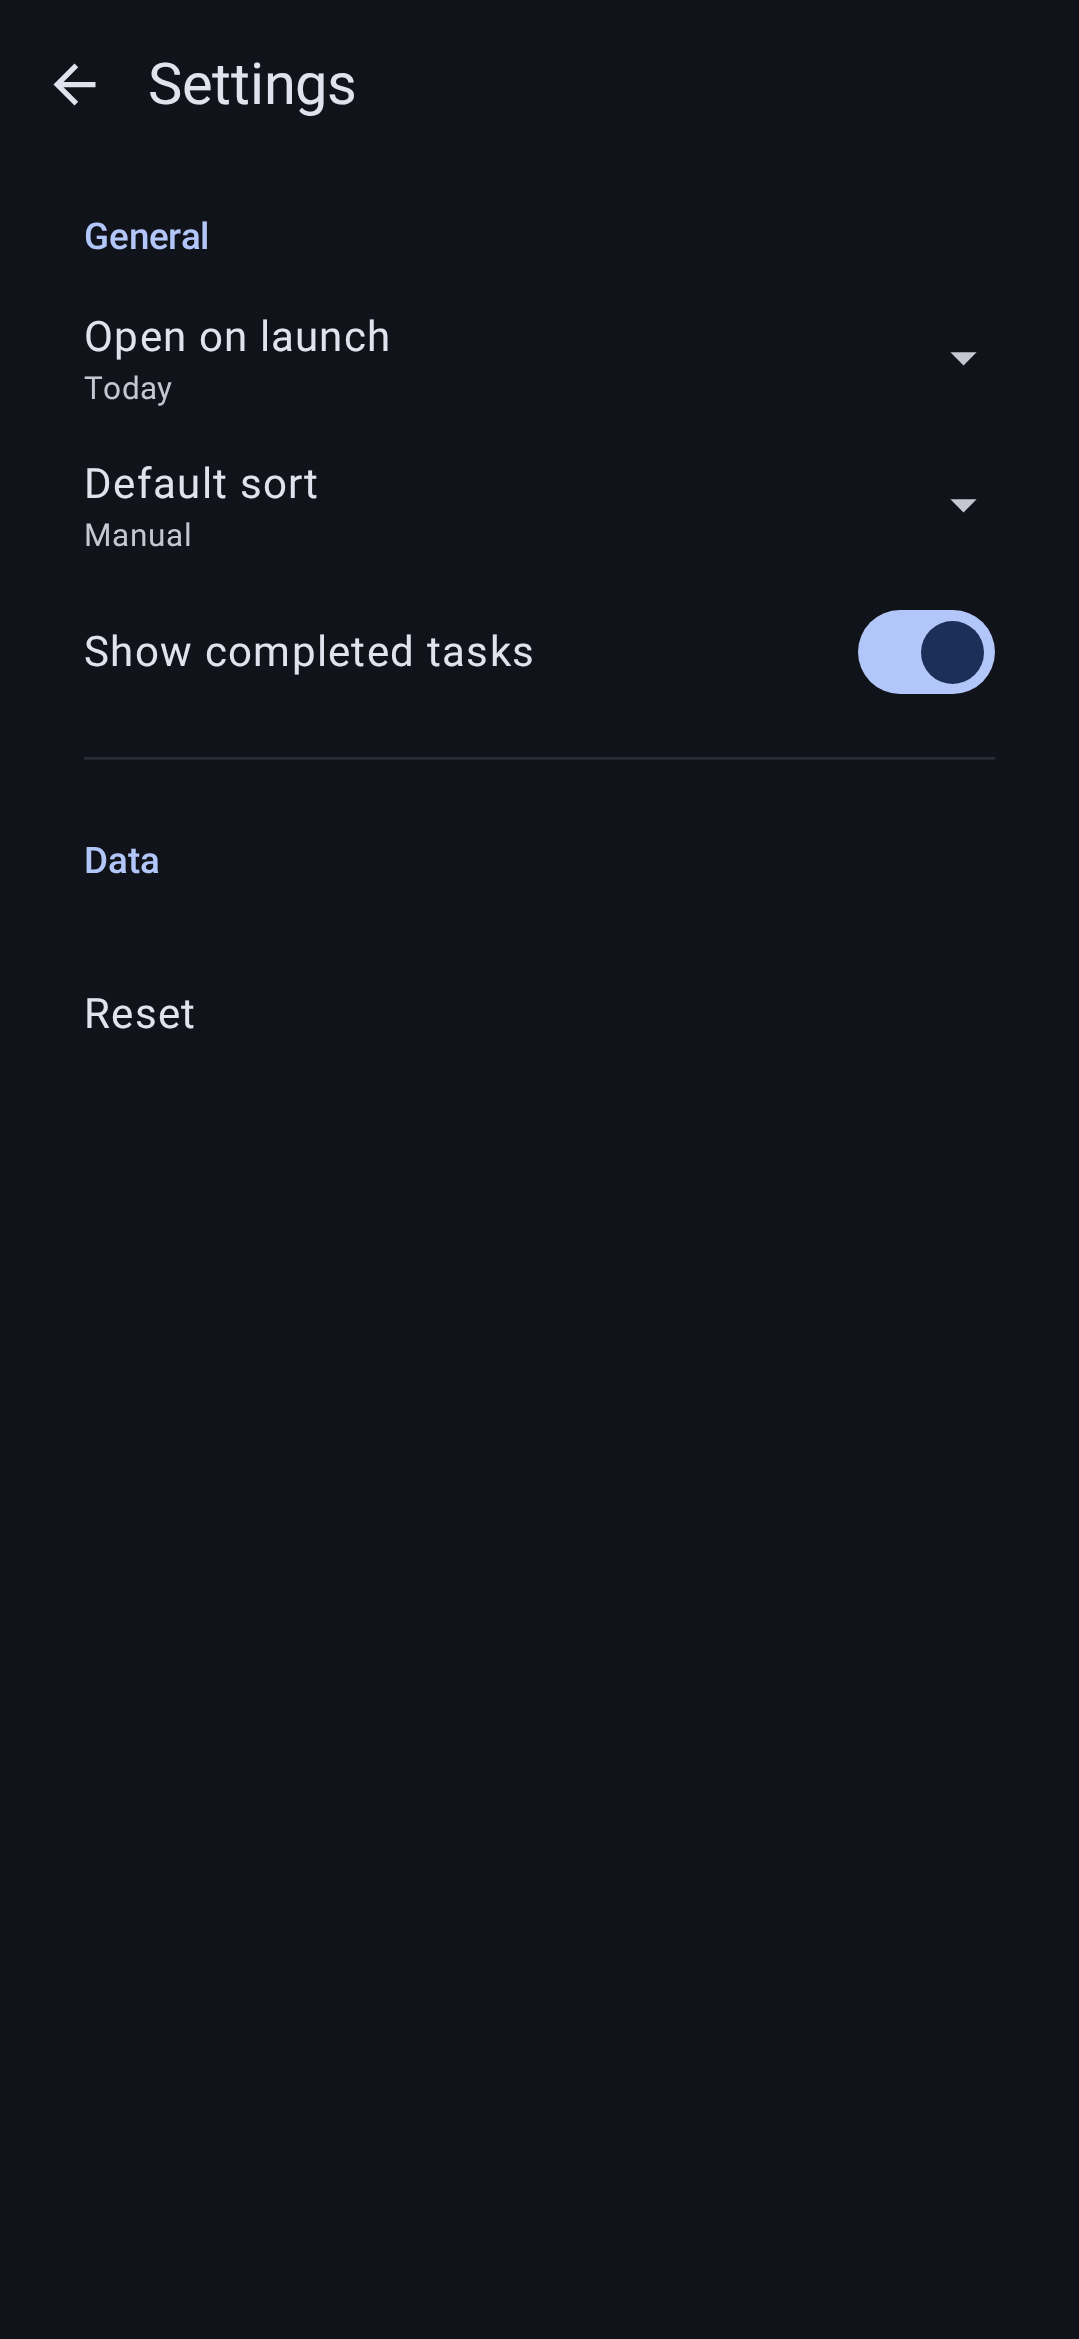 Settings
General
Open on launch
Today
Default sort
Manual
Show completed tasks
Data
Reset